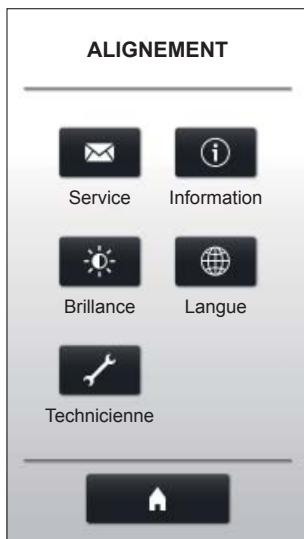 ALIGNEMENT
Service Information
Brillance Langue
Technicienne